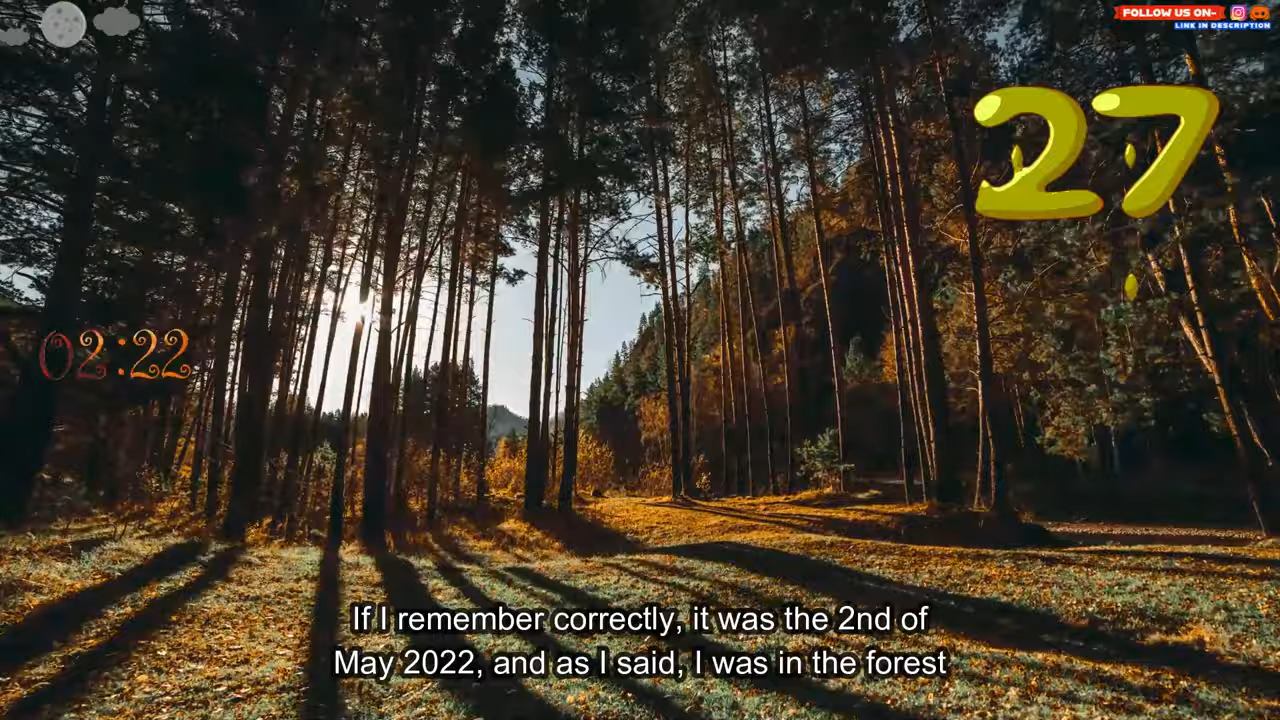 FOLLOW US ON-
LINK IN DESCRIPTION
27
02:22
If I remember correctly, it was the 2nd of
May 2022, and as I said, I was in the forest